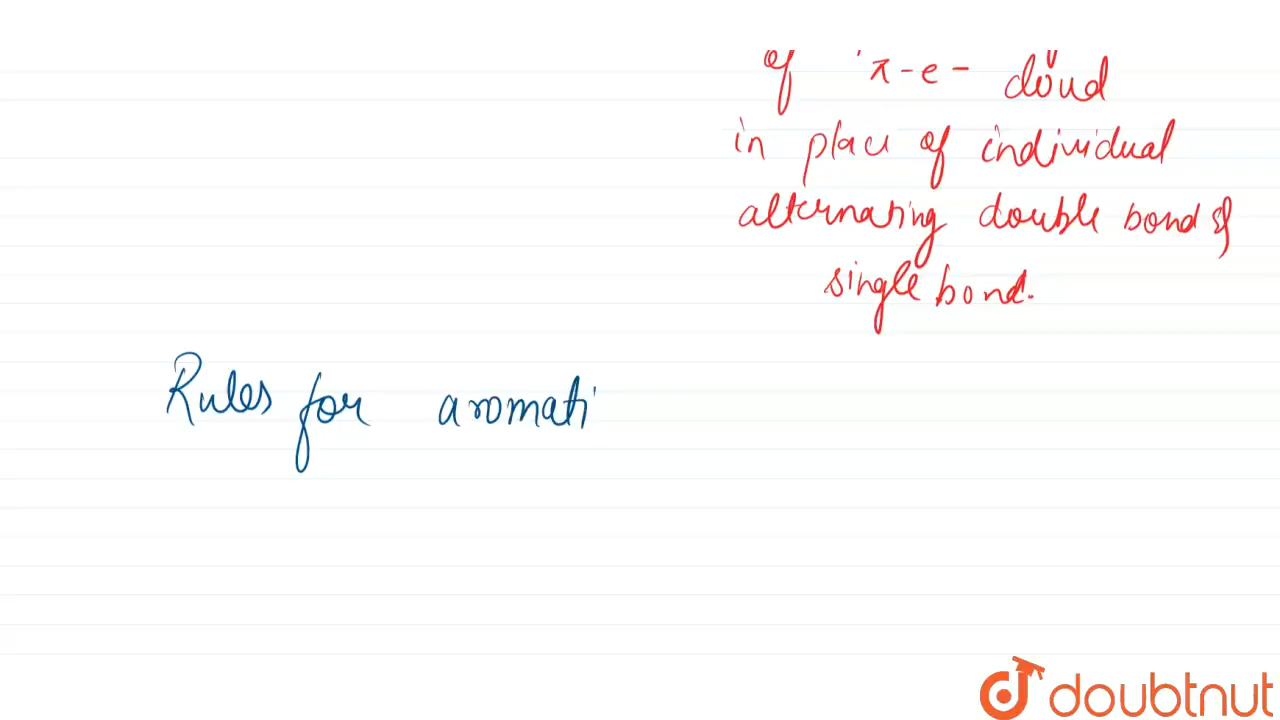 of π-e- cloud
in place of individual
alternating double bond &
single bond.
Rules for aromati
doubtnut